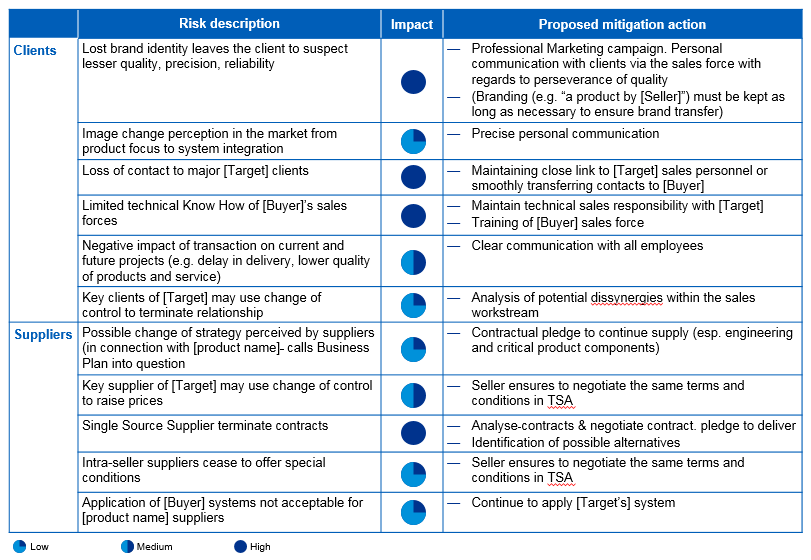 Risk description Impact Proposed mitigation action
Clients
Lost brand identity leaves the client to suspect
lesser quality, precision, reliability
— Professional Marketing campaign. Personal
communication with clients via the sales force with
regards to perseverance of quality
— (Branding (e.g. “a product by [Seller]”) must be kept as
long as necessary to ensure brand transfer)
Image change perception in the market from
product focus to system integration
— Precise personal communication
Loss of contact to major [Target] clients
— Maintaining close link to [Target] sales personnel or
smoothly transferring contacts to [Buyer]
Limited technical Know How of [Buyer]’s sales
forces
— Maintain technical sales responsibility with [Target]
— Training of [Buyer] sales force
Negative impact of transaction on current and
future projects (e.g. delay in delivery, lower quality
of products and service)
— Clear communication with all employees
Key clients of [Target] may use change of
control to terminate relationship
— Analysis of potential dissynergies within the sales
workstream
Suppliers
Possible change of strategy perceived by suppliers
(in connection with [product name]- calls Business
Plan into question
— Contractual pledge to continue supply (esp. engineering
and critical product components)
Key supplier of [Target] may use change of control
to raise prices
— Seller ensures to negotiate the same terms and
conditions in TSA
Single Source Supplier terminate contracts
— Analyse-contracts & negotiate contract. pledge to deliver
— Identification of possible alternatives
Intra-seller suppliers cease to offer special
conditions
— Seller ensures to negotiate the same terms and
conditions in TSA
Application of [Buyer] systems not acceptable for
[product name] suppliers
— Continue to apply [Target’s] system
Low Medium High